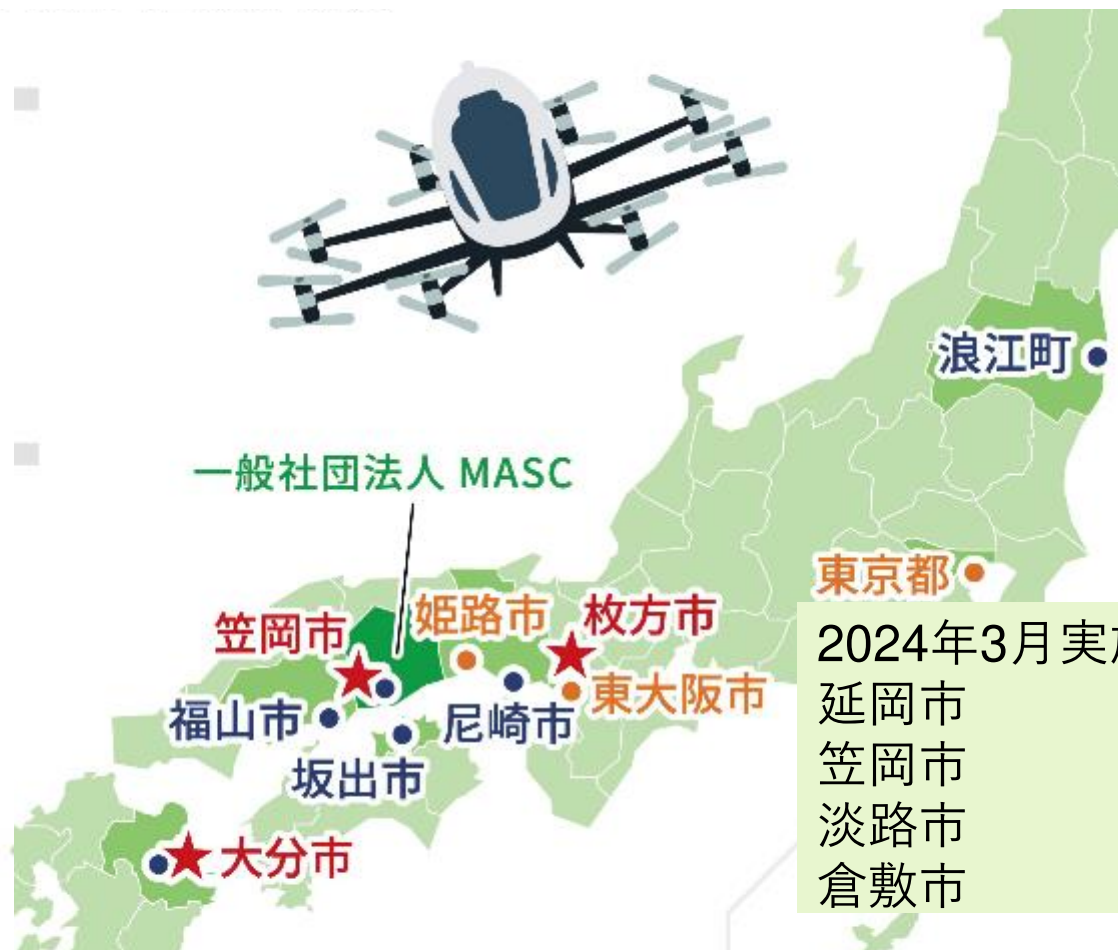 浪江町
一般社団法人 MASC
東京都
笠岡市
姫路市
枚方市
東大阪市
福山市
尼崎市
坂出市
大分市
2024年3月実
延岡市
笠岡市
淡路市
倉敷市